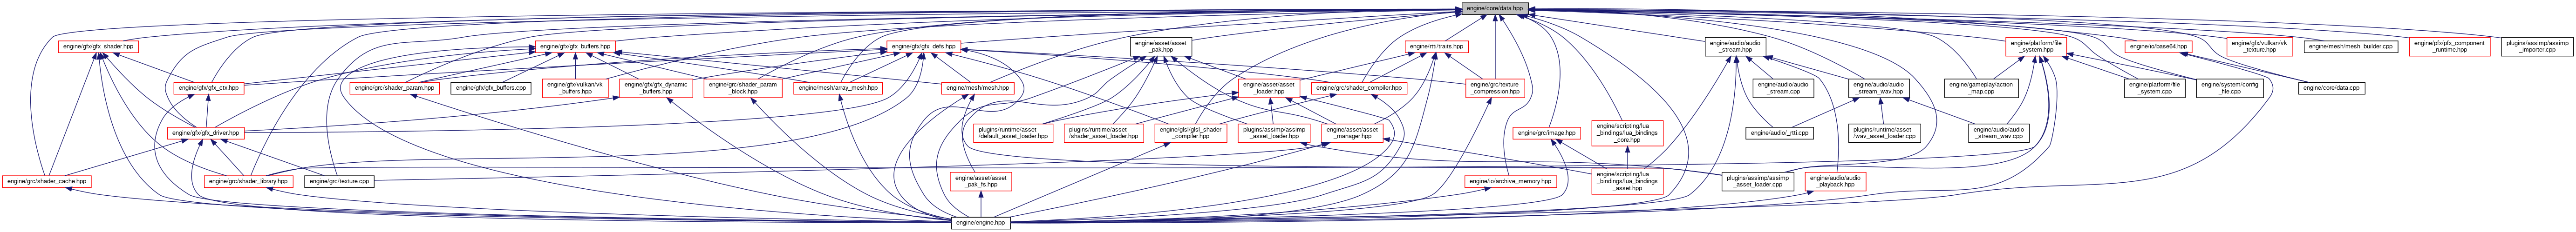 engine/core/data.hpp
engine/gfx/gfx_shader.hpp
engine/gfx/gfx_buffers.hpp
engine/gfx/gfx_defs.hpp
engine/asset/asset
_pak.hpp
engine/rtti/traits.hpp
engine/audio/audio
_stream.hpp
engine/platform/file
_system.hpp
engine/io/base64.hpp
engine/gfx/vulkan/vk
_texture.hpp
engine/mesh/mesh_builder.cpp
engine/pfx/pfx_component
_runtime.hpp
plugins/assimp/assimp
_importer.cpp
engine/gfx/gfx_ctx.hpp
engine/grc/shader_param.hpp
engine/gfx/gfx_buffers.cpp
engine/gfx/vulkan/vk
_buffers.hpp
engine/gfx/gfx_dynamic
_buffers.hpp
engine/grc/shader_param
_block.hpp
engine/mesh/array_mesh.hpp
engine/mesh/mesh.hpp
engine/asset/asset
_loader.hpp
engine/grc/shader_compiler.hpp
engine/grc/texture
_compression.hpp
engine/audio/audio
_stream.cpp
engine/audio/audio
_stream_wav.hpp
engine/gameplay/action
_map.cpp
engine/platform/file
_system.cpp
engine/system/config
_file.cpp
engine/core/data.cpp
engine/gfx/gfx_driver.hpp
plugins/runtime/asset
/default_asset_loader.hpp
plugins/runtime/asset
/shader_asset_loader.hpp
engine/glsl/glsl_shader
_compiler.hpp
plugins/assimp/assimp
_asset_loader.hpp
engine/asset/asset
_manager.hpp
engine/grc/image.hpp
engine/scripting/lua
_bindings/lua_bindings
_core.hpp
engine/audio/_rtti.cpp
plugins/runtime/asset
/wav_asset_loader.cpp
engine/audio/audio
_stream_wav.cpp
engine/grc/shader_cache.hpp
engine/grc/shader_library.hpp
engine/grc/texture.cpp
engine/asset/asset
_pak_fs.hpp
engine/io/archive_memory.hpp
engine/scripting/lua
_bindings/lua_bindings
_asset.hpp
plugins/assimp/assimp
_asset_loader.cpp
engine/audio/audio
_playback.hpp
engine/engine.hpp